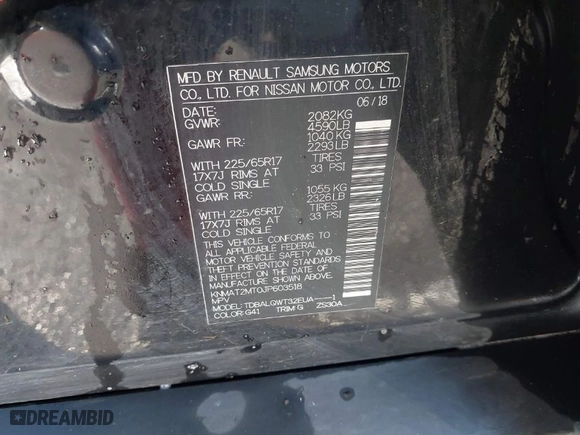 MFD BY RENAULT SAMSUNG MOTORS
CO., LTD. FOR NISSAN MOTOR CO., LTD.
DATE: 06/18
GVWR: 2082KG
4590LB
GAWR FR: 1040KG
2293LB
WITH 225/65R17 TIRES
17X7J RIMS AT 33 PSI
COLD SINGLE
GAWR RR: 1055 KG
2326LB
WITH 225/65R17 TIRES
17X7J RIMS AT 33 PSI
COLD SINGLE
THIS VEHICLE CONFORMS TO
ALL APPLICABLE FEDERAL
MOTOR VEHICLE SAFETY
THEFT PREVENTION STANDARDS
IN EFFECT ON THE DATE OF
MANUFACTURE SHOWN ABOVE.
KNMAT2MT0JP603518
MPV
MODEL: TDBALGWT32EUA-----1
COLOR: G41 TRIM G ZS30A
DREAMBID